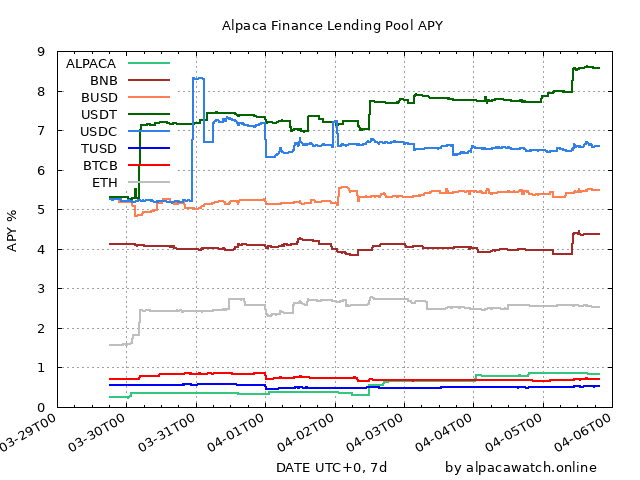 Alpaca Finance Lending Pool APY
9
8
7
6
5
4
3
2
1
0
APY %
ALPACA
BNB
BUSD
USDT
USDC
TUSD
BTCB
ETH
03-29T00
03-30T00
03-31T00
04-01T00
04-02T00
04-03T00
04-04T00
04-05T00
04-06T00
DATE UTC+0, 7d
by alpacawatch.online